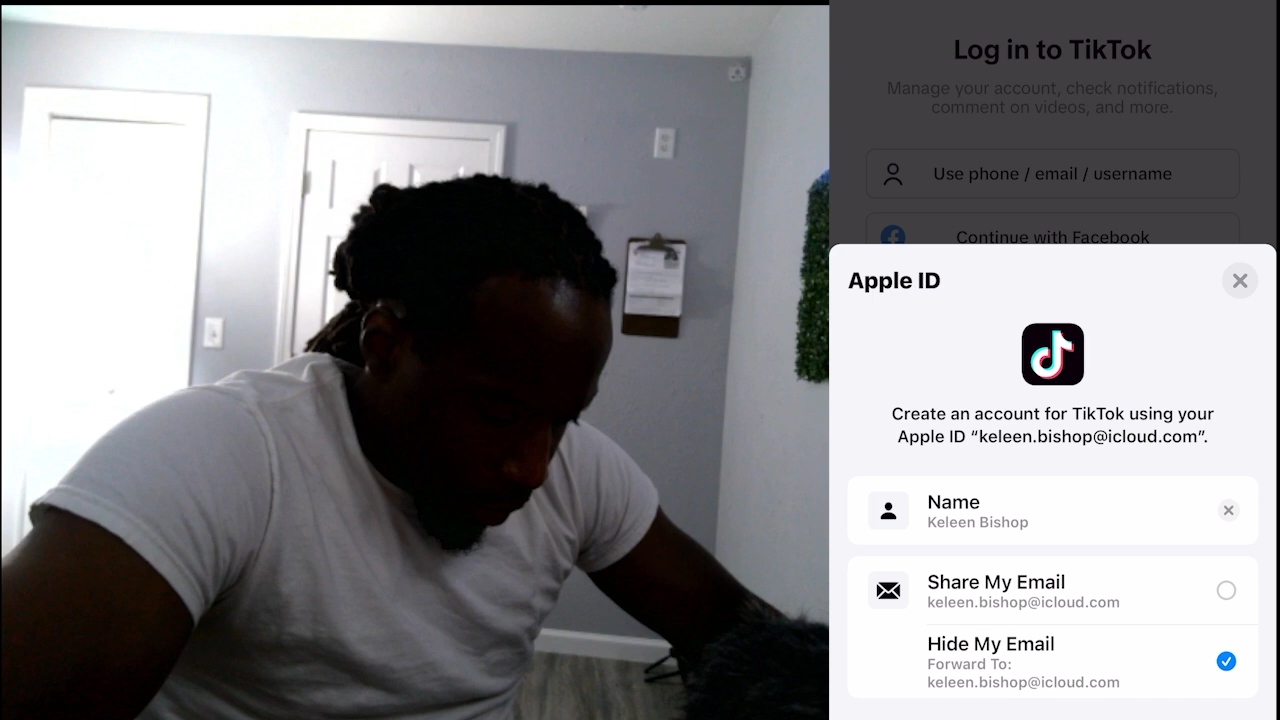 Log in to TikTok
Manage your account, check notifications,
comment on videos, and more.
Use phone / email / username
Continue with Facebook
Apple ID
Create an account for TikTok using your
Apple ID “keleen.bishop@icloud.com”.
Name
Keleen Bishop
Share My Email
keleen.bishop@icloud.com
Hide My Email
Forward To:
keleen.bishop@icloud.com